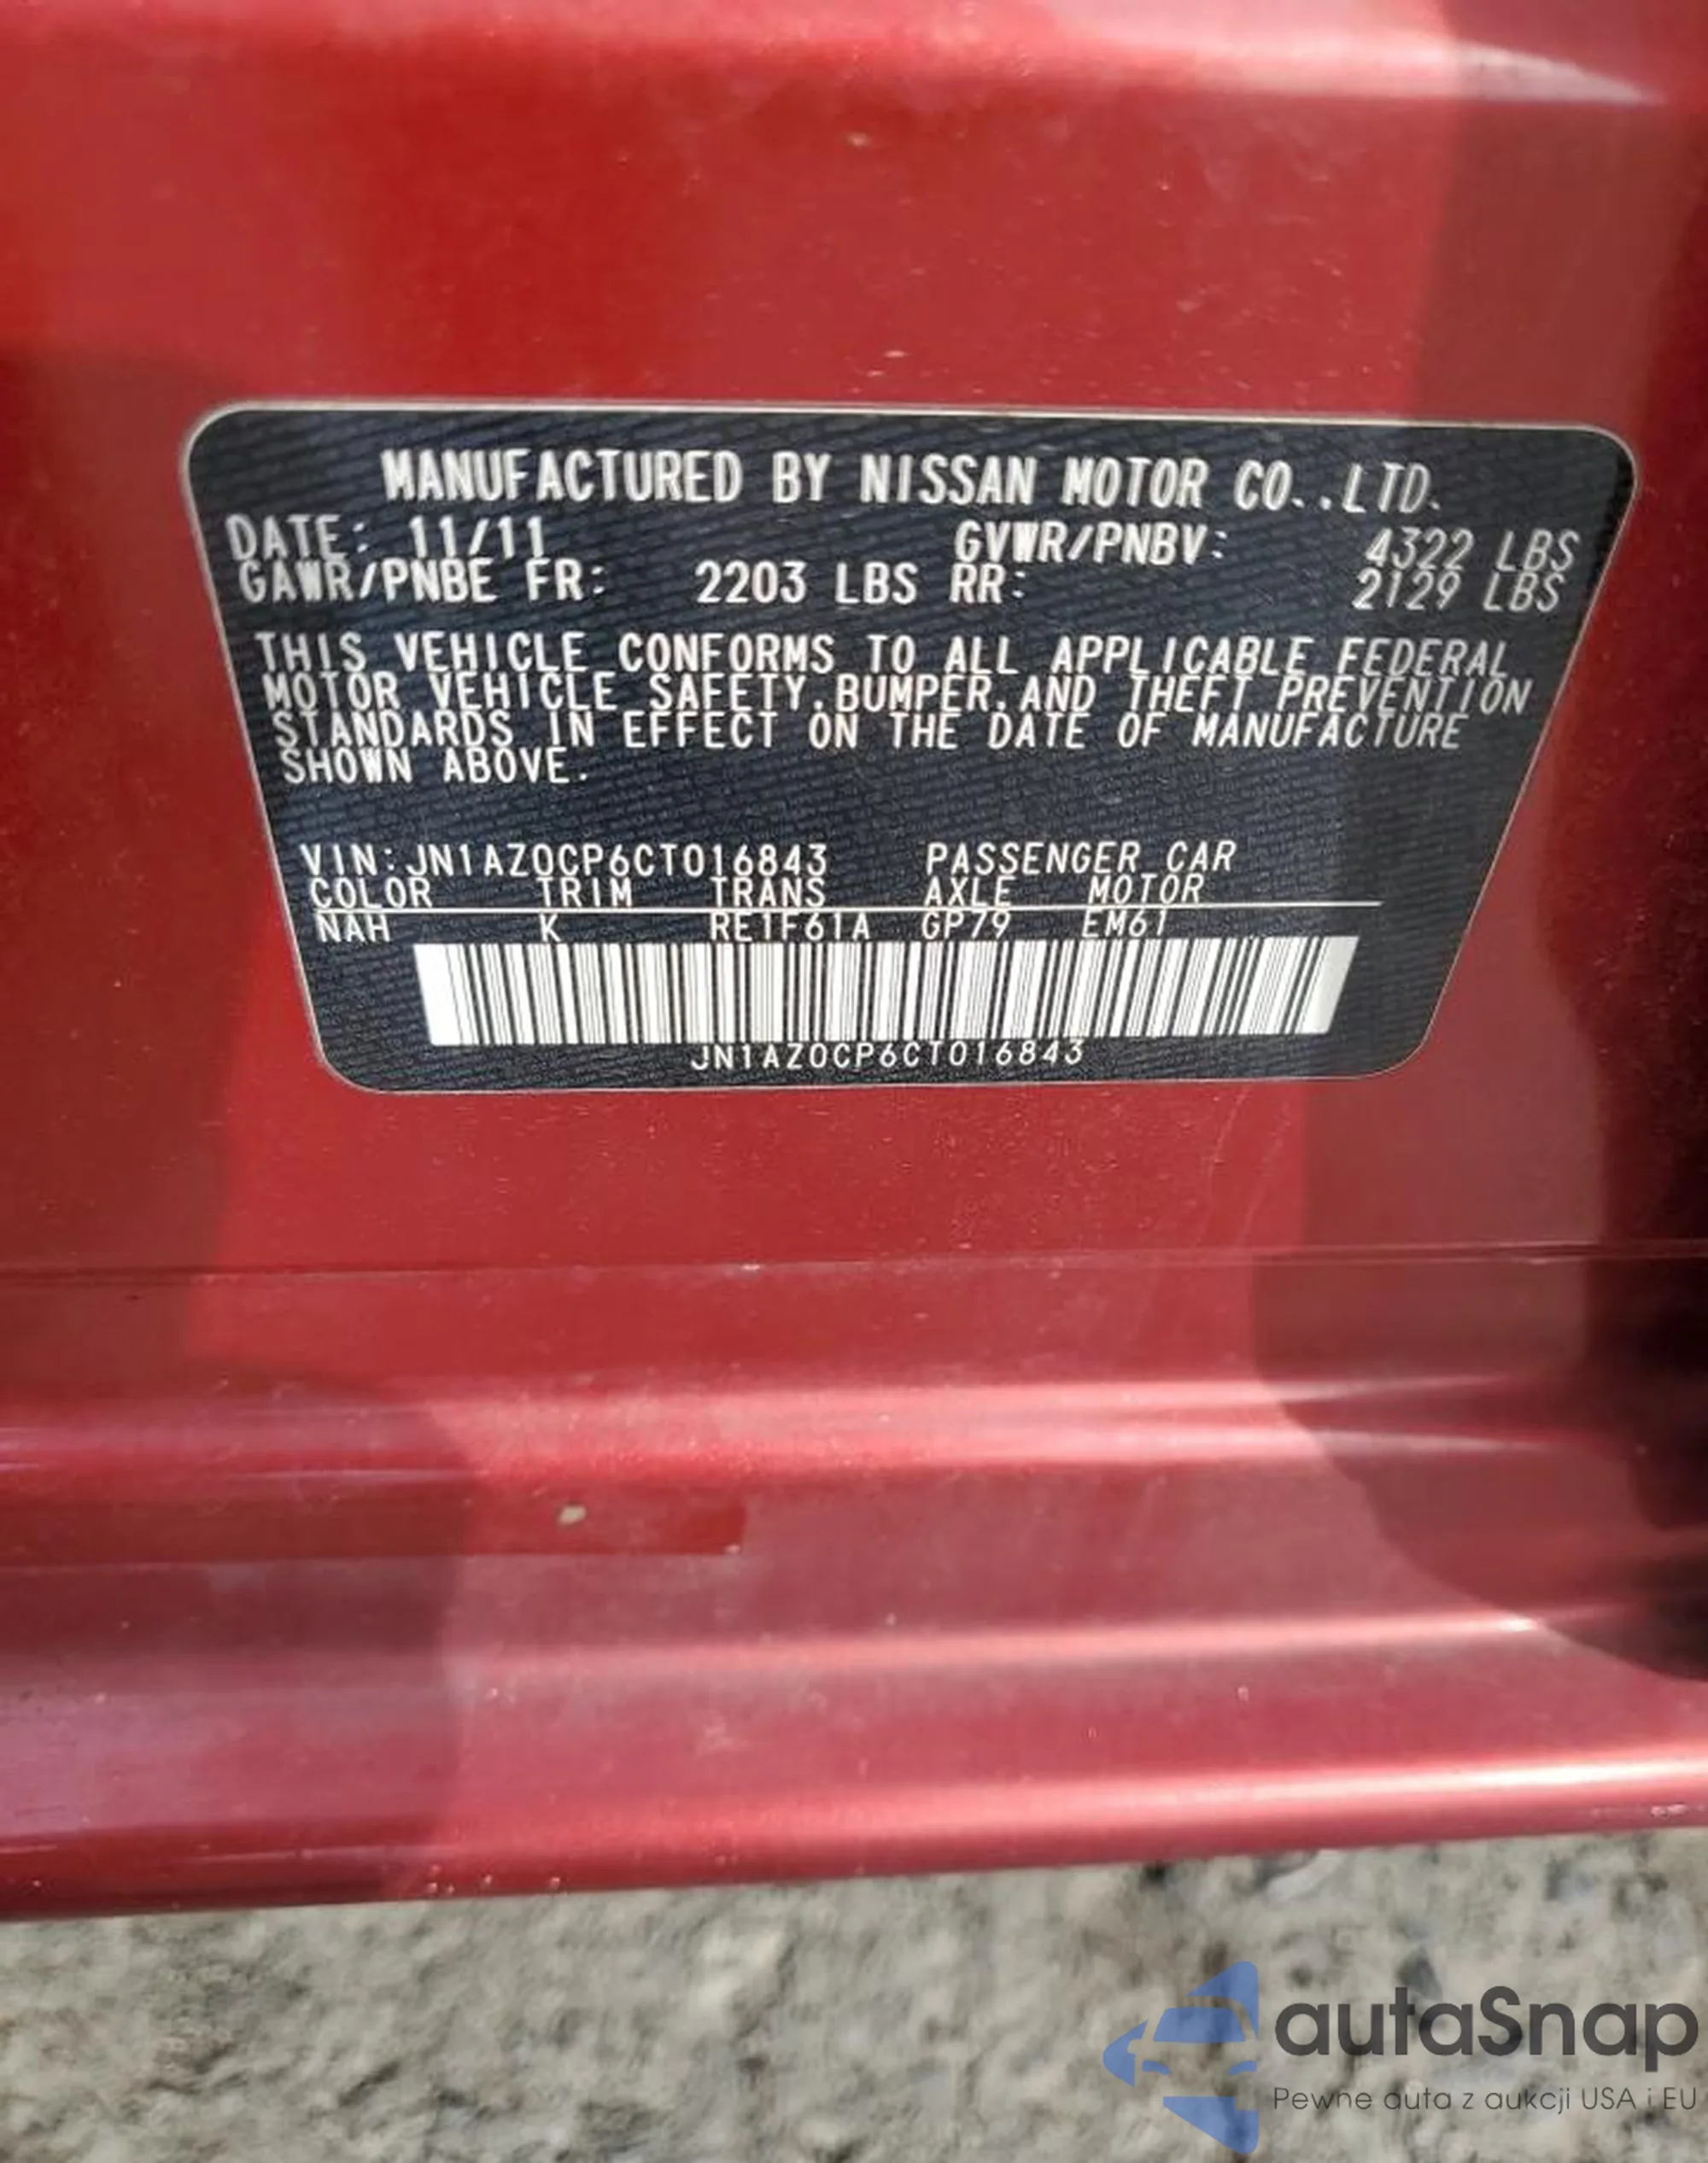 MANUFACTURED BY NISSAN MOTOR CO.,LTD.
DATE: 11/11 GVWR/PNBV: 4322 LBS
GAWR/PNBE FR: 2203 LBS RR: 2129 LBS
THIS VEHICLE CONFORMS TO ALL APPLICABLE FEDERAL
MOTOR VEHICLE SAFETY,BUMPER,AND THEFT PREVENTION
STANDARDS IN EFFECT ON THE DATE OF MANUFACTURE
SHOWN ABOVE.
VIN:JN1AZ0CP6CT016843 PASSENGER CAR
COLOR TRIM TRANS AXLE MOTOR
NAH K RE1F61A GP79 EM61
JN1AZ0CP6CT016843
autaSnap
Pewne auta z aukcji USA i EU